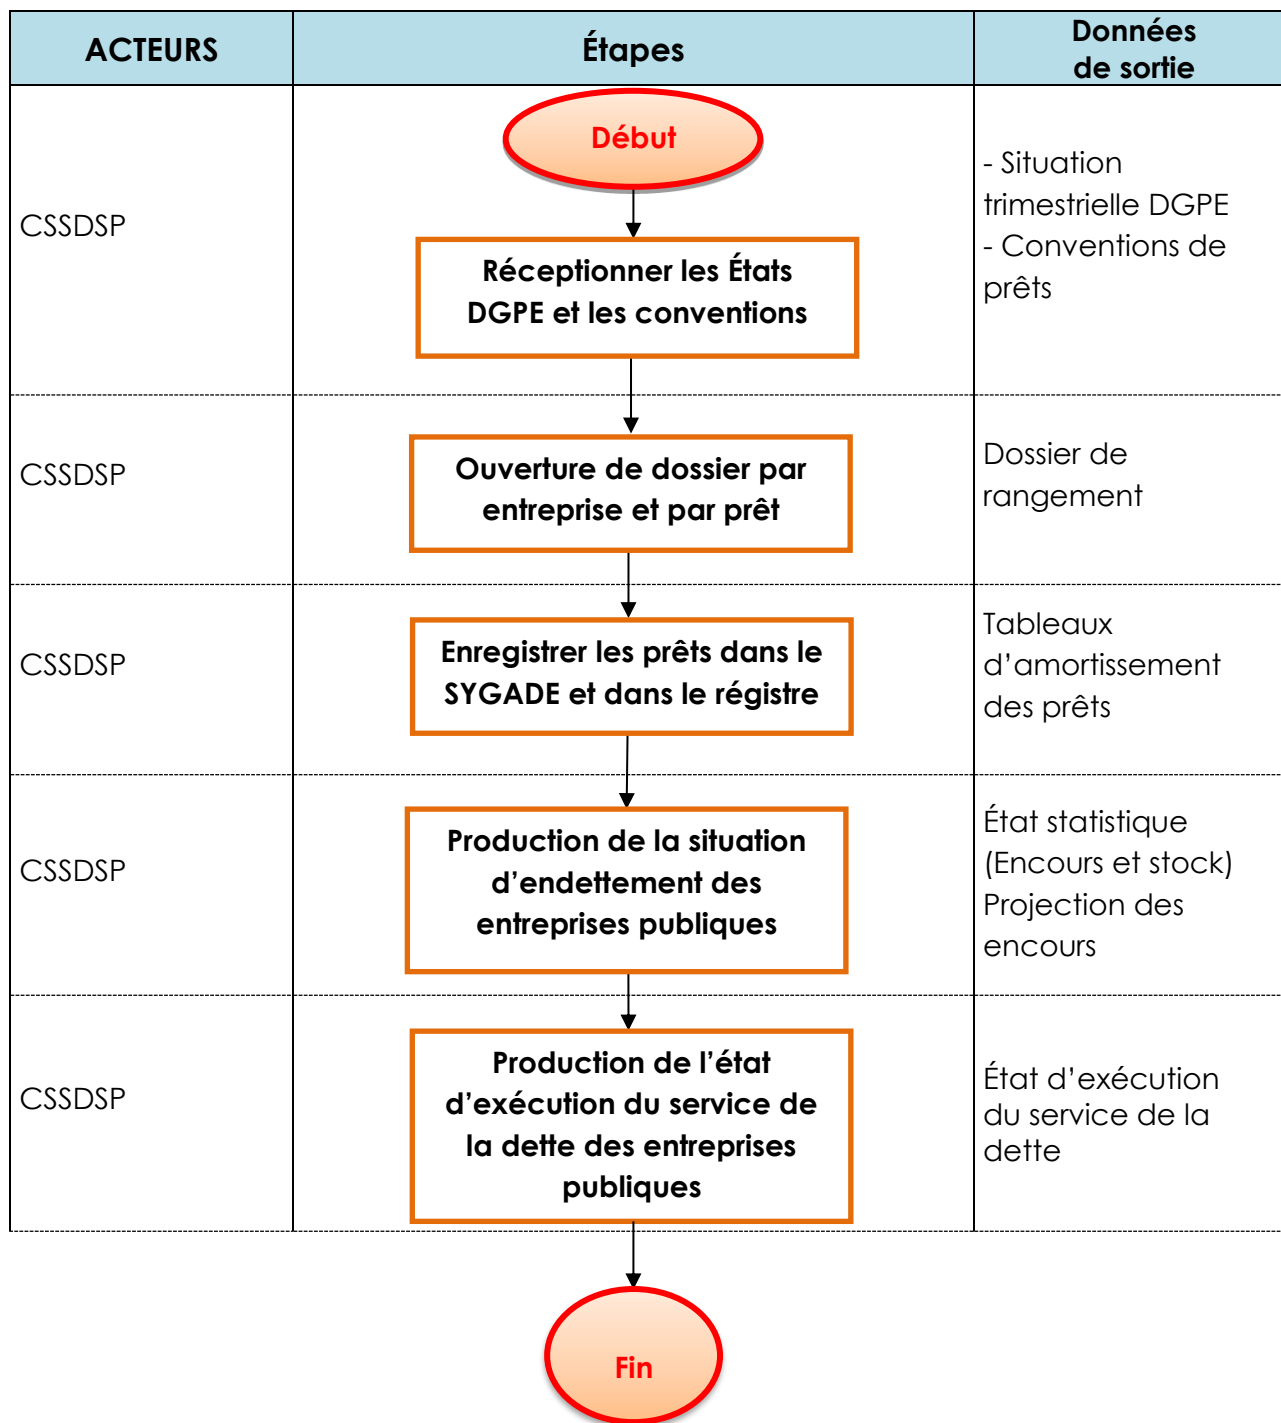 ACTEURS
Étapes
Données
de sortie
Début
CSSDSP
Réceptionner les États
DGPE et les conventions
- Situation
trimestrielle DGPE
- Conventions de
prêts
CSSDSP
Ouverture de dossier par
entreprise et par prêt
Dossier de
rangement
CSSDSP
Enregistrer les prêts dans le
SYGADE et dans le régistre
Tableaux
d’amortissement
des prêts
CSSDSP
Production de la situation
d’endettement des
entreprises publiques
État statistique
(Encours et stock)
Projection des
encours
CSSDSP
Production de l’état
d’exécution du service de
la dette des entreprises
publiques
État d’exécution
du service de la
dette
Fin